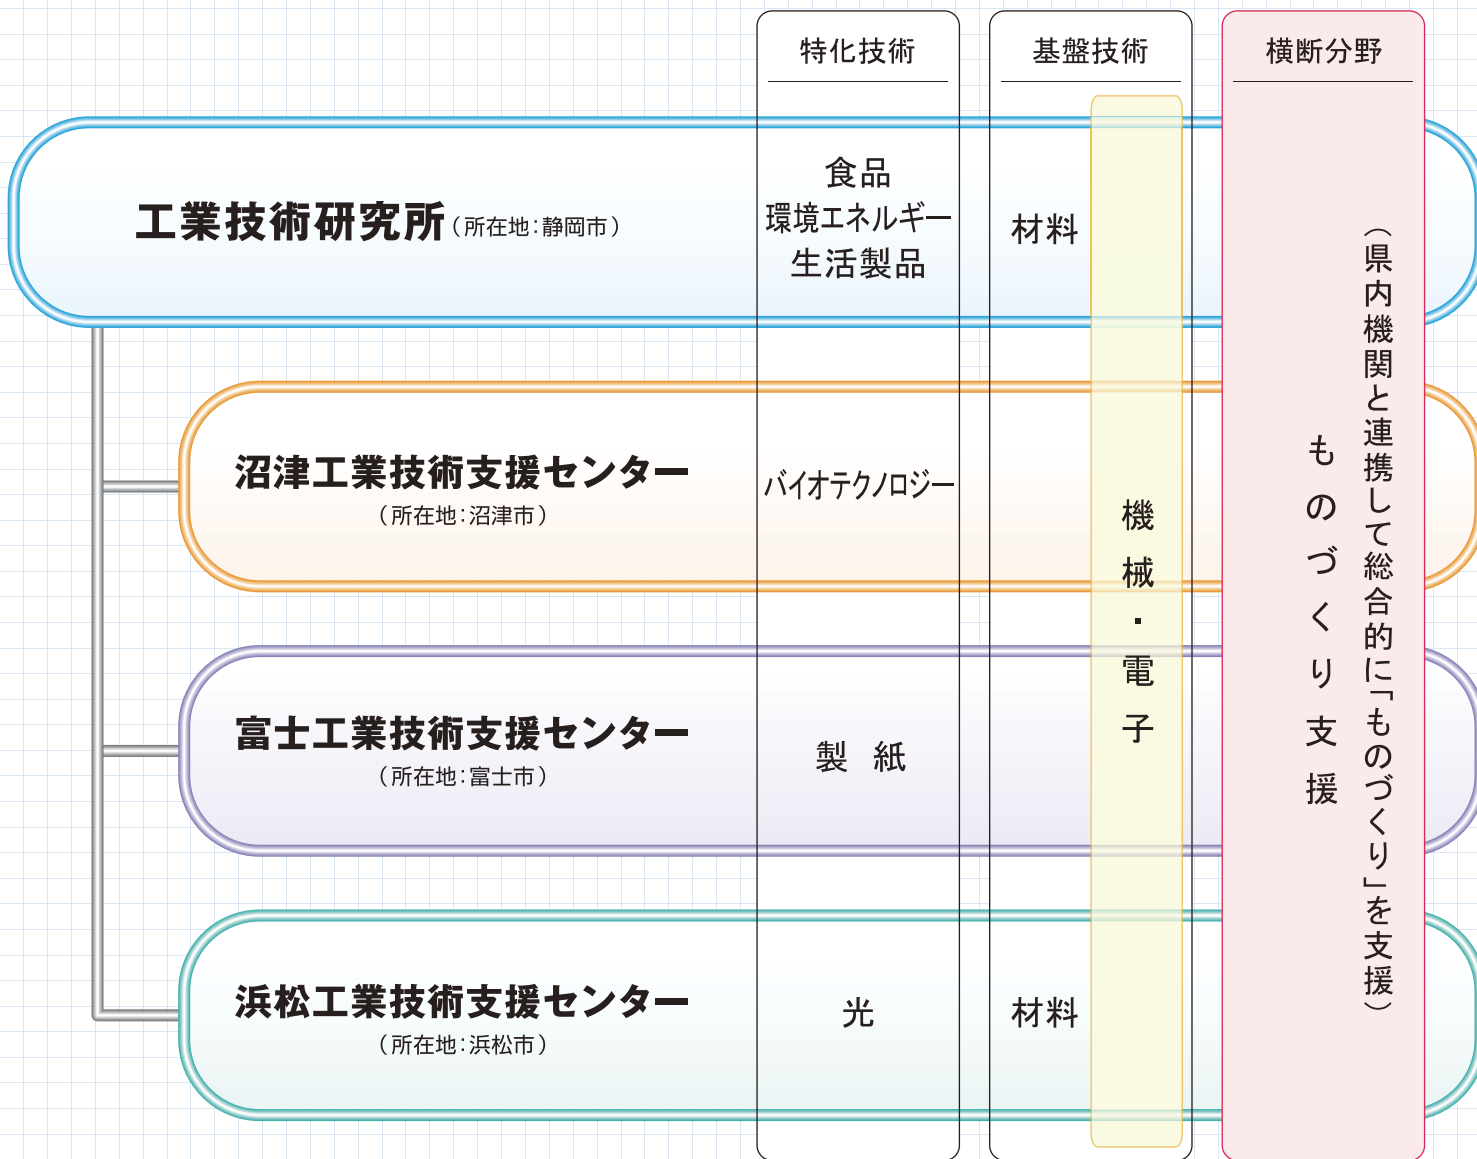 特化技術
基盤技術
横断分野
工業技術研究所（所在地：静岡市）
食品
環境エネルギー
生活製品
材料
沼津工業技術支援センター
（所在地：沼津市）
バイオテクノロジー
富士工業技術支援センター
（所在地：富士市）
製紙
浜松工業技術支援センター
（所在地：浜松市）
光
材料
機械・電子
（県内機関と連携して総合的に「ものづくり」を支援）
ものづくり支援